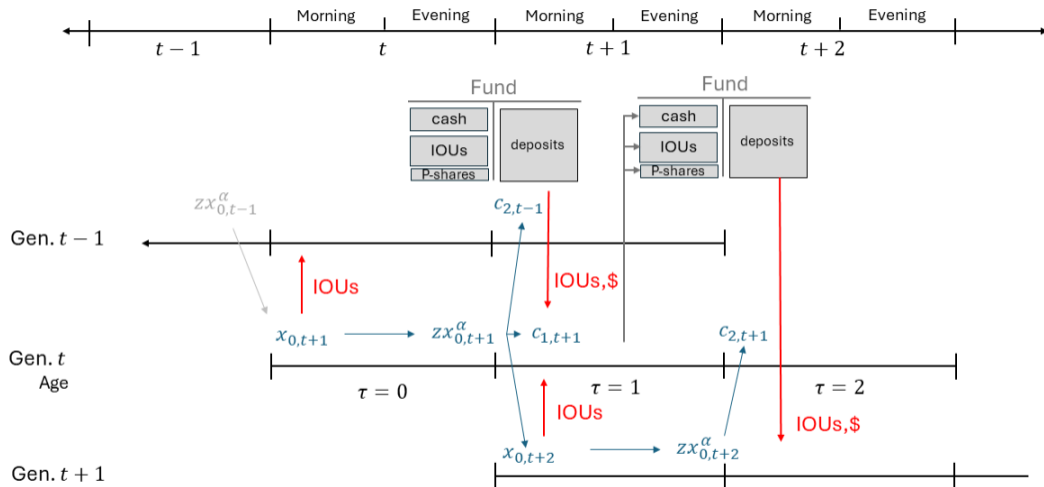 Morning Evening Morning Evening Morning Evening
t − 1 t t + 1 t + 2
Fund Fund
cash cash
IOUs deposits IOUs deposits
P-shares P-shares
zx^α_{0,t−1} c_{2,t−1}
Gen. t − 1
IOUs IOUs,$
x_{0,t+1} zx^α_{0,t+1} c_{1,t+1} c_{2,t+1}
Gen. t
Age
τ = 0 τ = 1 τ = 2
IOUs IOUs,$
x_{0,t+2} zx^α_{0,t+2}
Gen. t + 1